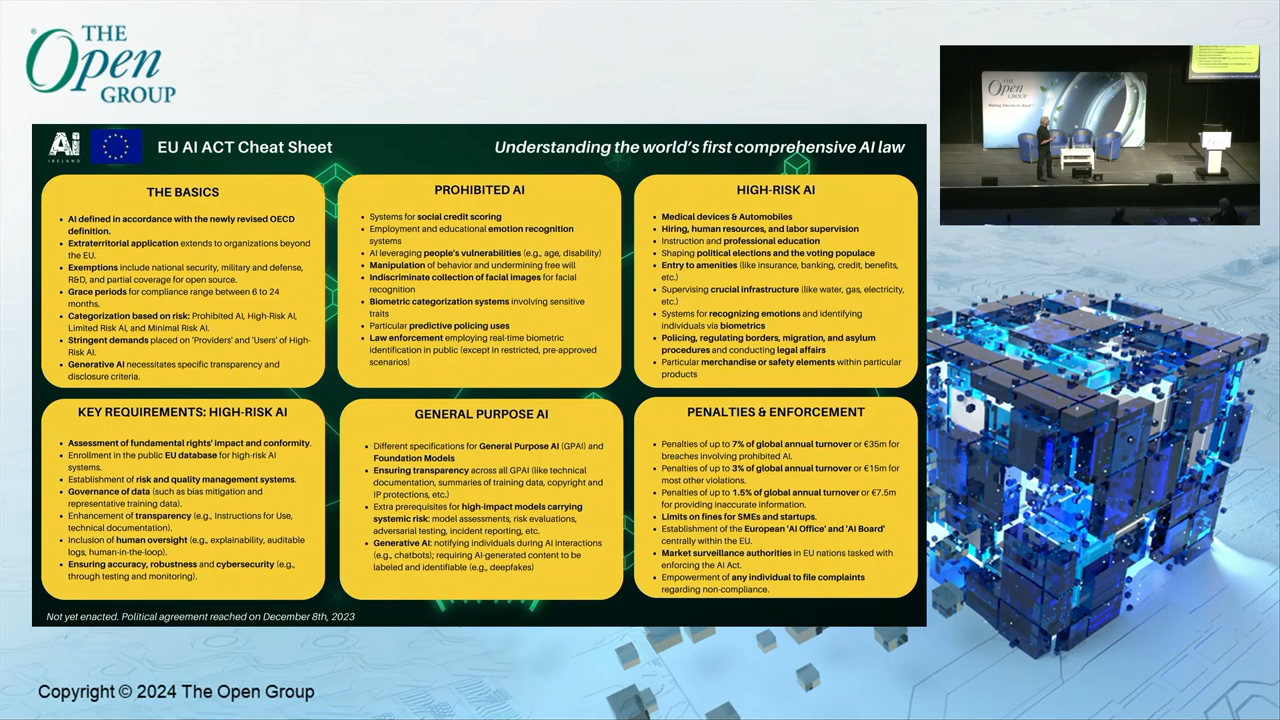 THE
Open
GROUP
Ai
IRELAND
EU AI ACT Cheat Sheet
Understanding the world's first comprehensive AI law
THE BASICS
• AI defined in accordance with the newly revised OECD
definition.
• Extraterritorial application extends to organizations beyond
the EU.
• Exemptions include national security, military and defense,
R&D, and partial coverage for open source.
• Grace periods for compliance range between 6 to 24
months.
• Categorization based on risk: Prohibited AI, High-Risk AI,
Limited Risk AI, and Minimal Risk AI.
• Stringent demands placed on 'Providers' and 'Users' of High-
Risk AI.
• Generative AI necessitates specific transparency and
disclosure criteria.
PROHIBITED AI
• Systems for social credit scoring
• Employment and educational emotion recognition
systems
• AI leveraging people's vulnerabilities (e.g., age, disability)
• Manipulation of behavior and undermining free will
• Indiscriminate collection of facial images for facial
recognition
• Biometric categorization systems involving sensitive
traits
• Particular predictive policing uses
• Law enforcement employing real-time biometric
identification in public (except in restricted, pre-approved
scenarios)
HIGH-RISK AI
• Medical devices & Automobiles
• Hiring, human resources, and labor supervision
• Instruction and professional education
• Shaping political elections and the voting populace
• Entry to amenities (like insurance, banking, credit, benefits,
etc.)
• Supervising crucial infrastructure (like water, gas, electricity,
etc.)
• Systems for recognizing emotions and identifying
individuals via biometrics
• Policing, regulating borders, migration, and asylum
procedures and conducting legal affairs
• Particular merchandise or safety elements within particular
products
KEY REQUIREMENTS: HIGH-RISK AI
• Assessment of fundamental rights' impact and conformity.
• Enrollment in the public EU database for high-risk AI
systems.
• Establishment of risk and quality management systems.
• Governance of data (such as bias mitigation and
representative training data).
• Enhancement of transparency (e.g., Instructions for Use,
technical documentation).
• Inclusion of human oversight (e.g., explainability, auditable
logs, human-in-the-loop).
• Ensuring accuracy, robustness and cybersecurity (e.g.,
through testing and monitoring).
GENERAL PURPOSE AI
• Different specifications for General Purpose AI (GPAI) and
Foundation Models
• Ensuring transparency across all GPAI (like technical
documentation, summaries of training data, copyright and
IP protections, etc.)
• Extra prerequisites for high-impact models carrying
systemic risk: model assessments, risk evaluations,
adversarial testing, incident reporting, etc.
• Generative AI: notifying individuals during AI interactions
(e.g., chatbots); requiring AI-generated content to be
labeled and identifiable (e.g., deepfakes)
PENALTIES & ENFORCEMENT
• Penalties of up to 7% of global annual turnover or €35m for
breaches involving prohibited AI.
• Penalties of up to 3% of global annual turnover or €15m for
most other violations.
• Penalties of up to 1.5% of global annual turnover or €7.5m
for providing inaccurate information.
• Limits on fines for SMEs and startups.
• Establishment of the European 'AI Office' and 'AI Board'
centrally within the EU.
• Market surveillance authorities in EU nations tasked with
enforcing the AI Act.
• Empowerment of any individual to file complaints
regarding non-compliance.
Not yet enacted. Political agreement reached on December 8th, 2023
THE
Open
GROUP
Copyright © 2024 The Open Group